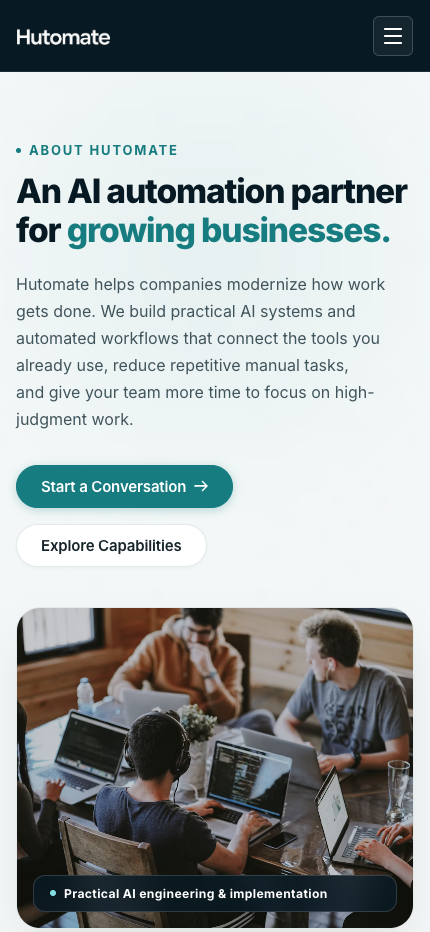 Hutomate
ABOUT HUTOMATE
An AI automation partner
for growing businesses.
Hutomate helps companies modernize how work
gets done. We build practical AI systems and
automated workflows that connect the tools you
already use, reduce repetitive manual tasks,
and give your team more time to focus on high-
judgment work.
Start a Conversation →
Explore Capabilities
Practical AI engineering & implementation